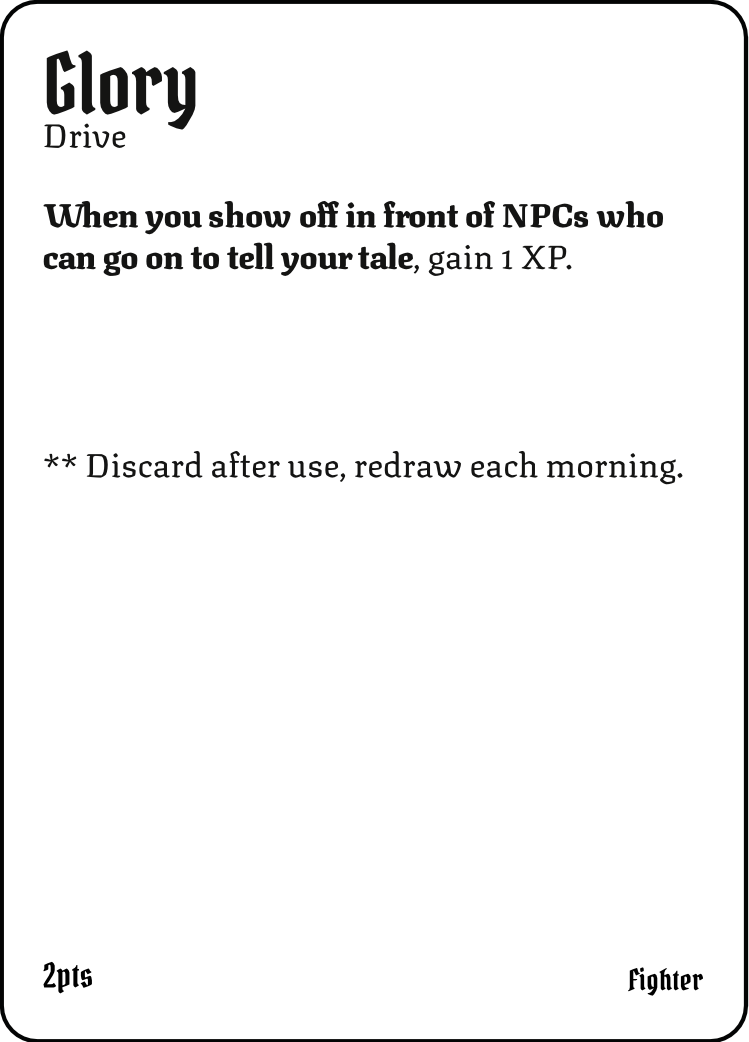 Glory
Drive
When you show off in front of NPCs who
can go on to tell your tale, gain 1 XP.
** Discard after use, redraw each morning.
2pts
Fighter